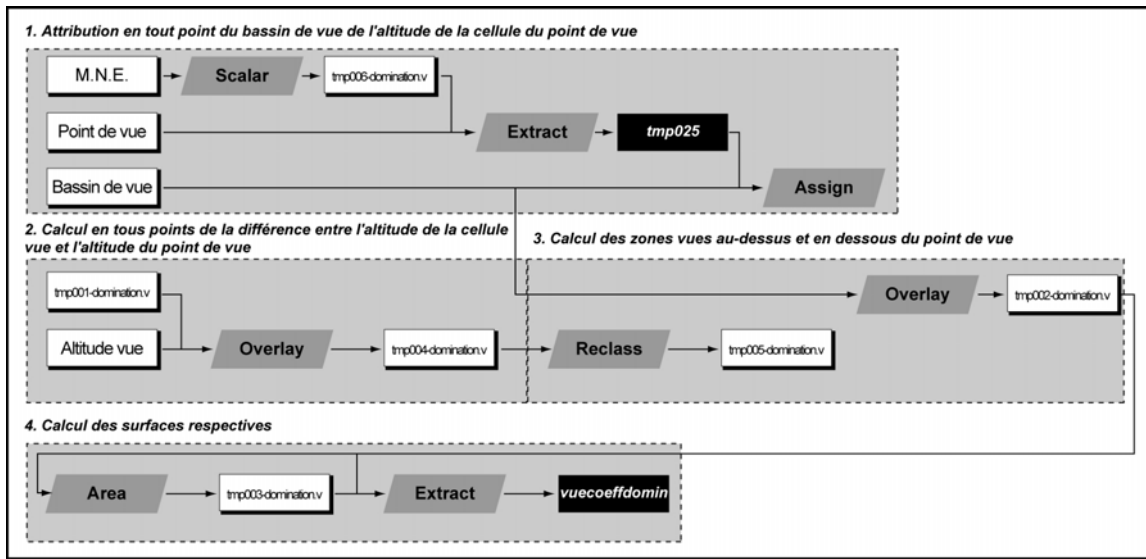 1. Attribution en tout point du bassin de vue de l'altitude de la cellule du point de vue
M.N.E.
Scalar
tmp006-domination.v
Point de vue
Extract
tmp025
Bassin de vue
Assign
2. Calcul en tous points de la différence entre l'altitude de la cellule
vue et l'altitude du point de vue
3. Calcul des zones vues au-dessus et en dessous du point de vue
tmp001-domination.v
Overlay
tmp002-domination.v
Altitude vue
Overlay
tmp004-domination.v
Reclass
tmp005-domination.v
4. Calcul des surfaces respectives
Area
tmp003-domination.v
Extract
vuecoeffdomin